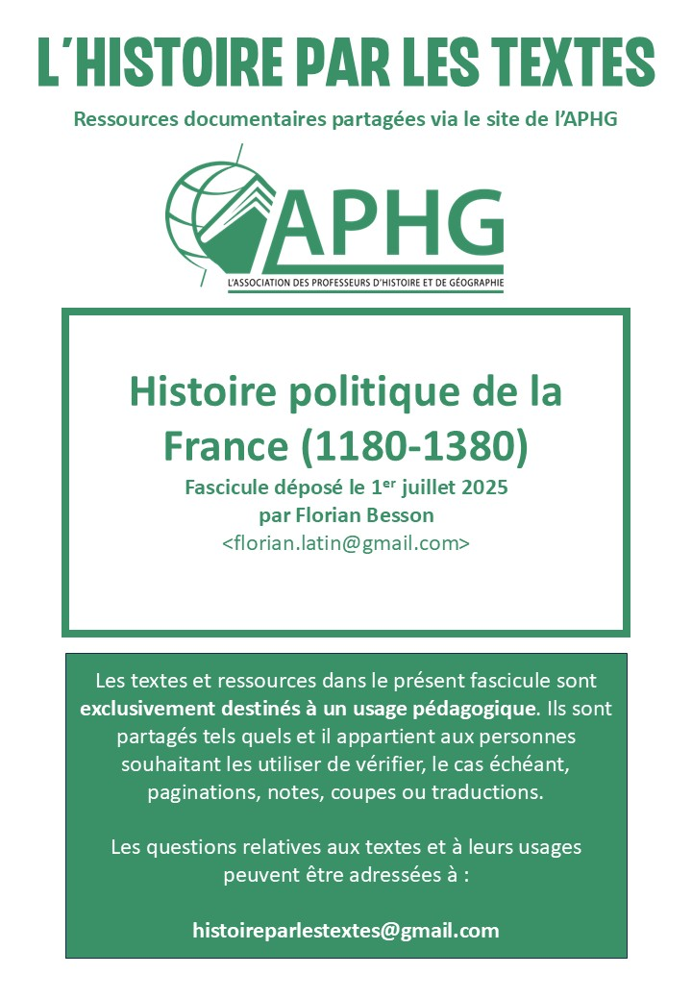 L'HISTOIRE PAR LES TEXTES
Ressources documentaires partagées via le site de l'APHG
APHG
L'ASSOCIATION DES PROFESSEURS D'HISTOIRE ET DE GÉOGRAPHIE
Histoire politique de la
France (1180-1380)
Fascicule déposé le 1er juillet 2025
par Florian Besson
<florian.latin@gmail.com>
Les textes et ressources dans le présent fascicule sont
exclusivement destinés à un usage pédagogique. Ils sont
partagés tels quels et il appartient aux personnes
souhaitant les utiliser de vérifier, le cas échéant,
paginations, notes, coupes ou traductions.
Les questions relatives aux textes et à leurs usages
peuvent être adressées à :
histoireparlestextes@gmail.com